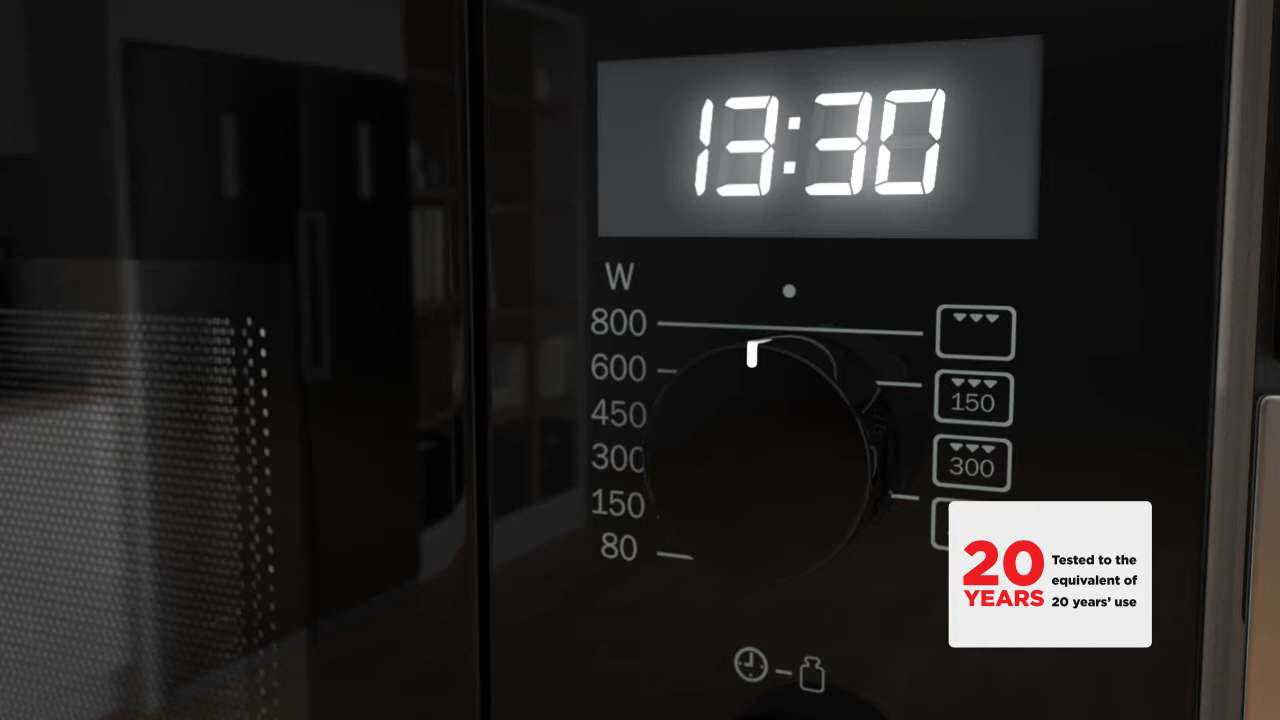 13:30
W
800
600
450
300
150
80
150
300
20
YEARS
Tested to the
equivalent of
20 years' use